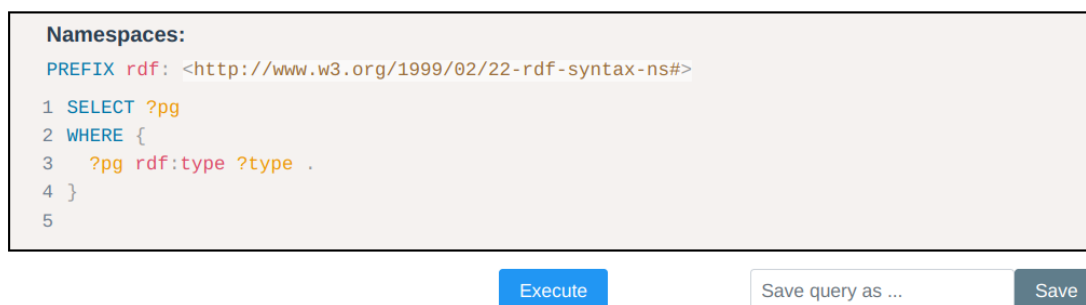 Namespaces:
PREFIX rdf: <http://www.w3.org/1999/02/22-rdf-syntax-ns#>
1 SELECT ?pg
2 WHERE {
3   ?pg rdf:type ?type .
4 }
5
Execute Save query as ... Save